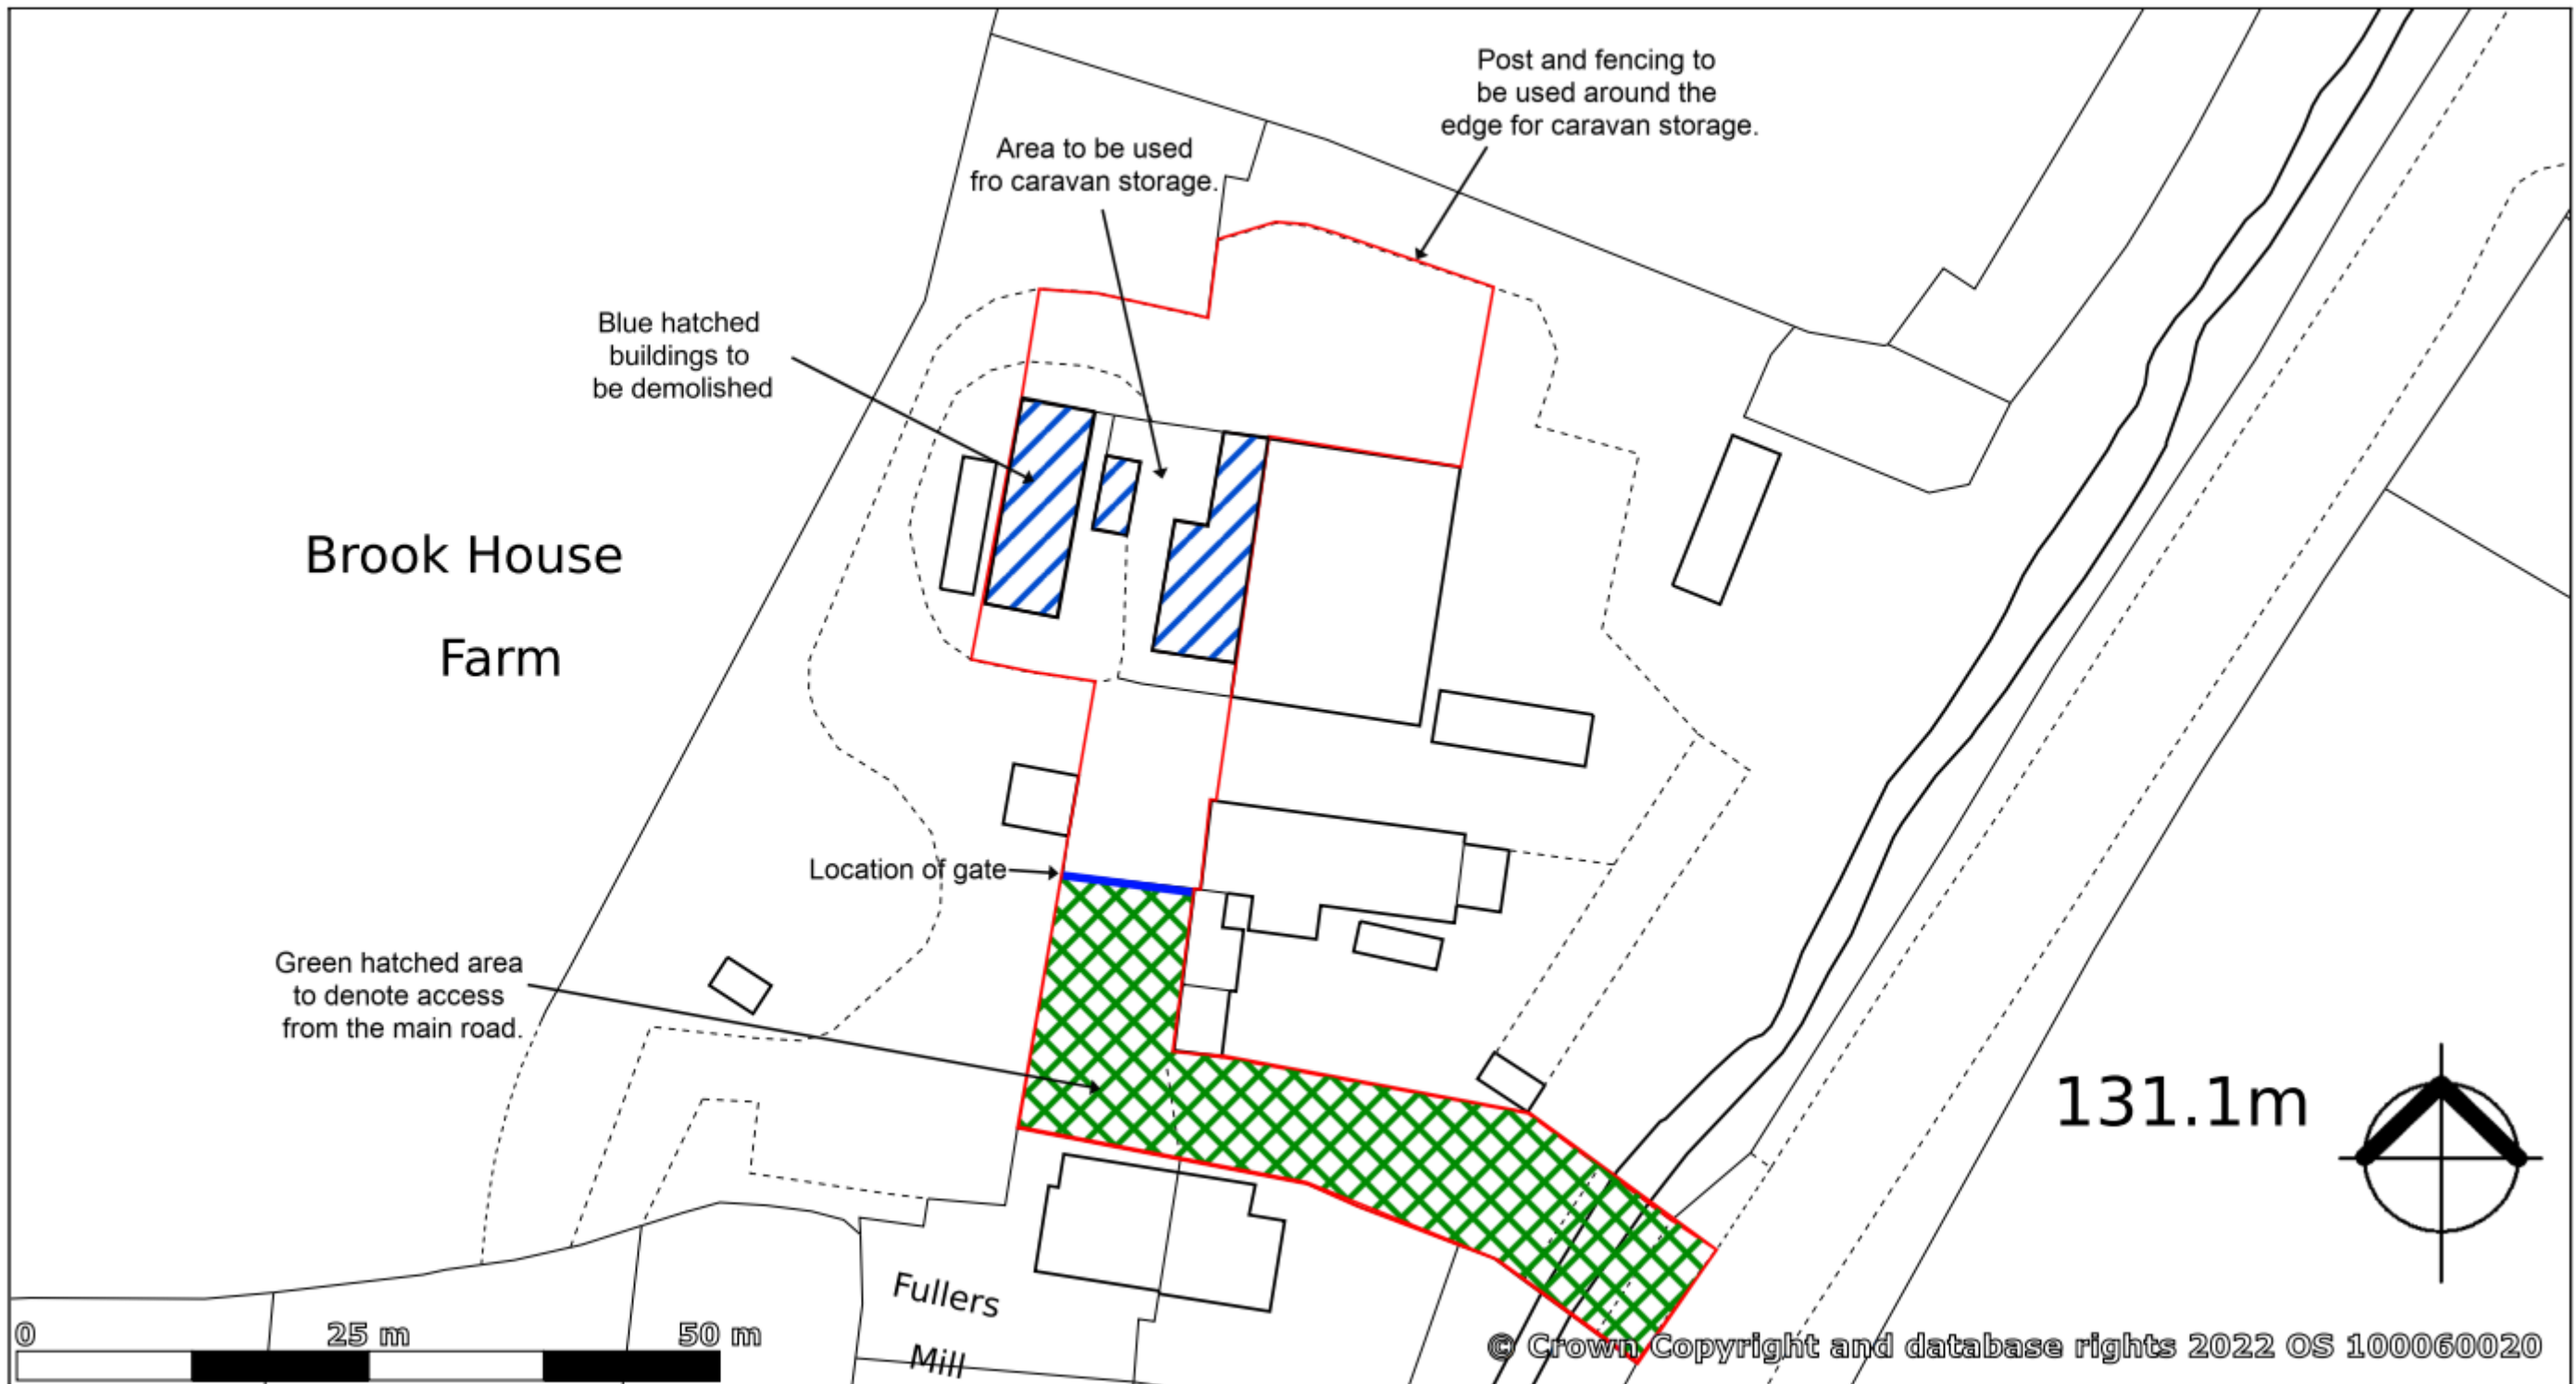 Post and fencing to
be used around the
edge for caravan storage.
Area to be used
fro caravan storage.
Blue hatched
buildings to
be demolished
Brook House
Farm
Location of gate
Green hatched area
to denote access
from the main road.
131.1m
Fullers
Mill
0 25 m 50 m
© Crown Copyright and database rights 2022 OS 100060020